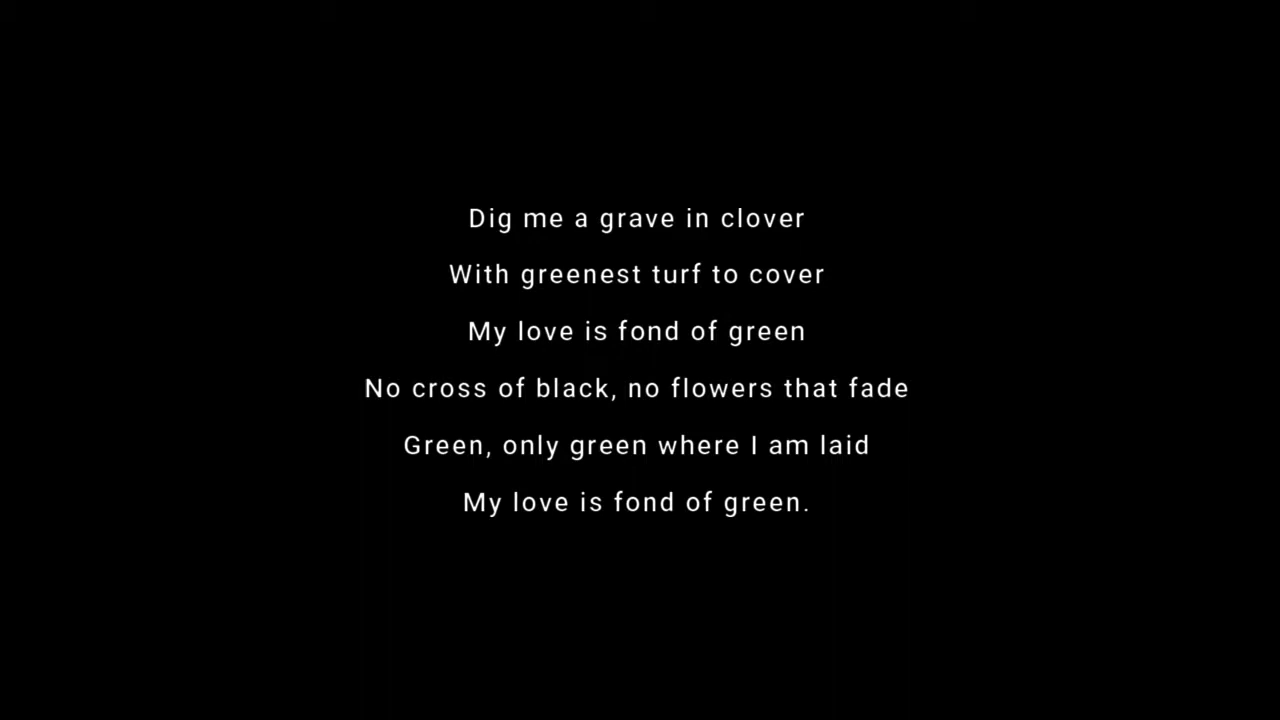 Dig me a grave in clover
With greenest turf to cover
My love is fond of green
No cross of black, no flowers that fade
Green, only green where I am laid
My love is fond of green.